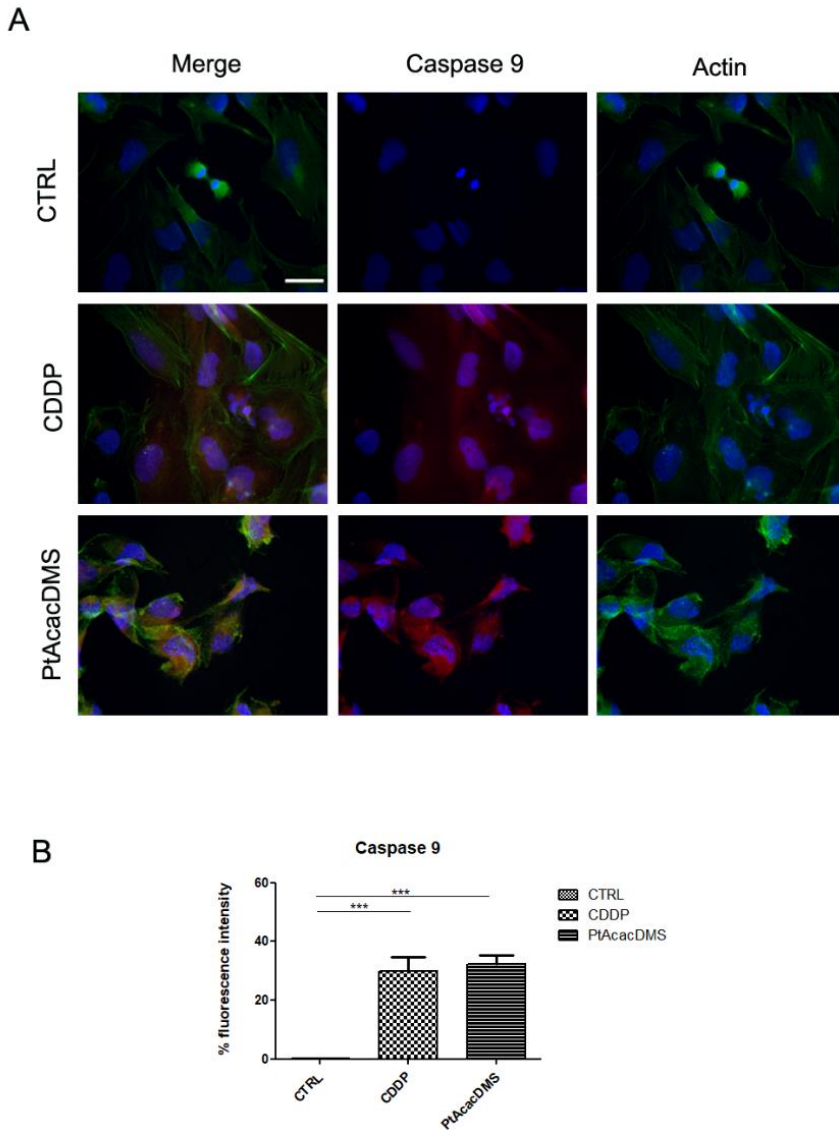 A
Merge Caspase 9 Actin
CTRL
CDDP
PtAcacDMS
B
Caspase 9
% fluorescence intensity
60
40
20
0
***
***
CTRL
CDDP
PtAcacDMS
CTRL
CDDP
PtAcacDMS